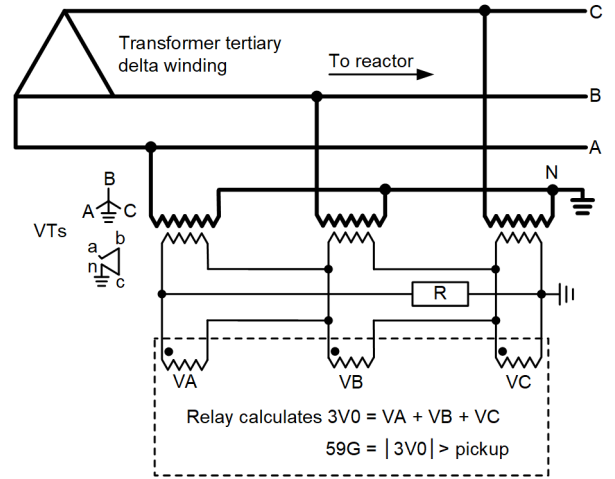 C
Transformer tertiary
delta winding
To reactor
B
A
N
B
A C
VTs
a b
n
c
R
VA VB VC
Relay calculates 3V0 = VA + VB + VC
59G = |3V0| > pickup